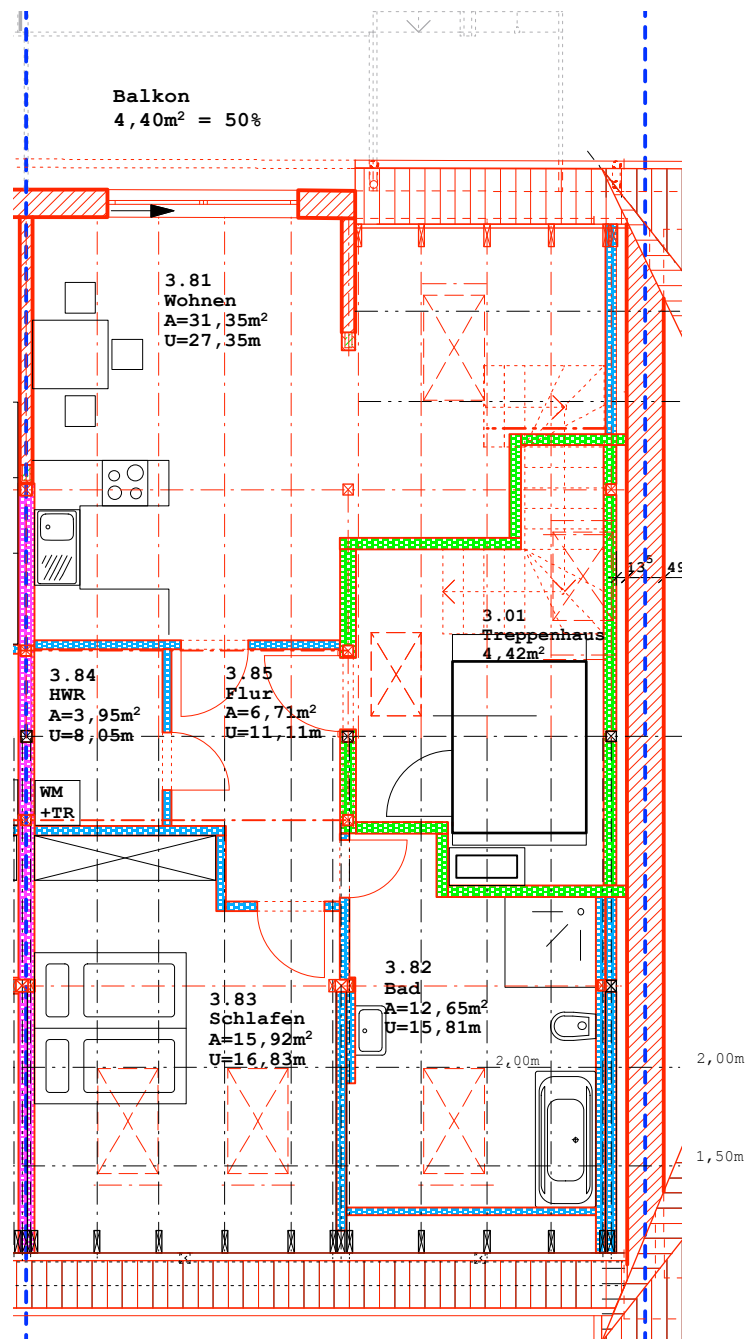 Balkon
4,40m² = 50%
3.81
Wohnen
A=31,35m²
U=27,35m
13⁵
49
3.01
Treppenhaus
4,42m²
3.84
HWR
A=3,95m²
U=8,05m
3.85
Flur
A=6,71m²
U=11,11m
WM
+TR
3.82
Bad
A=12,65m²
U=15,81m
3.83
Schlafen
A=15,92m²
U=16,83m
2,00m
2,00m
1,50m